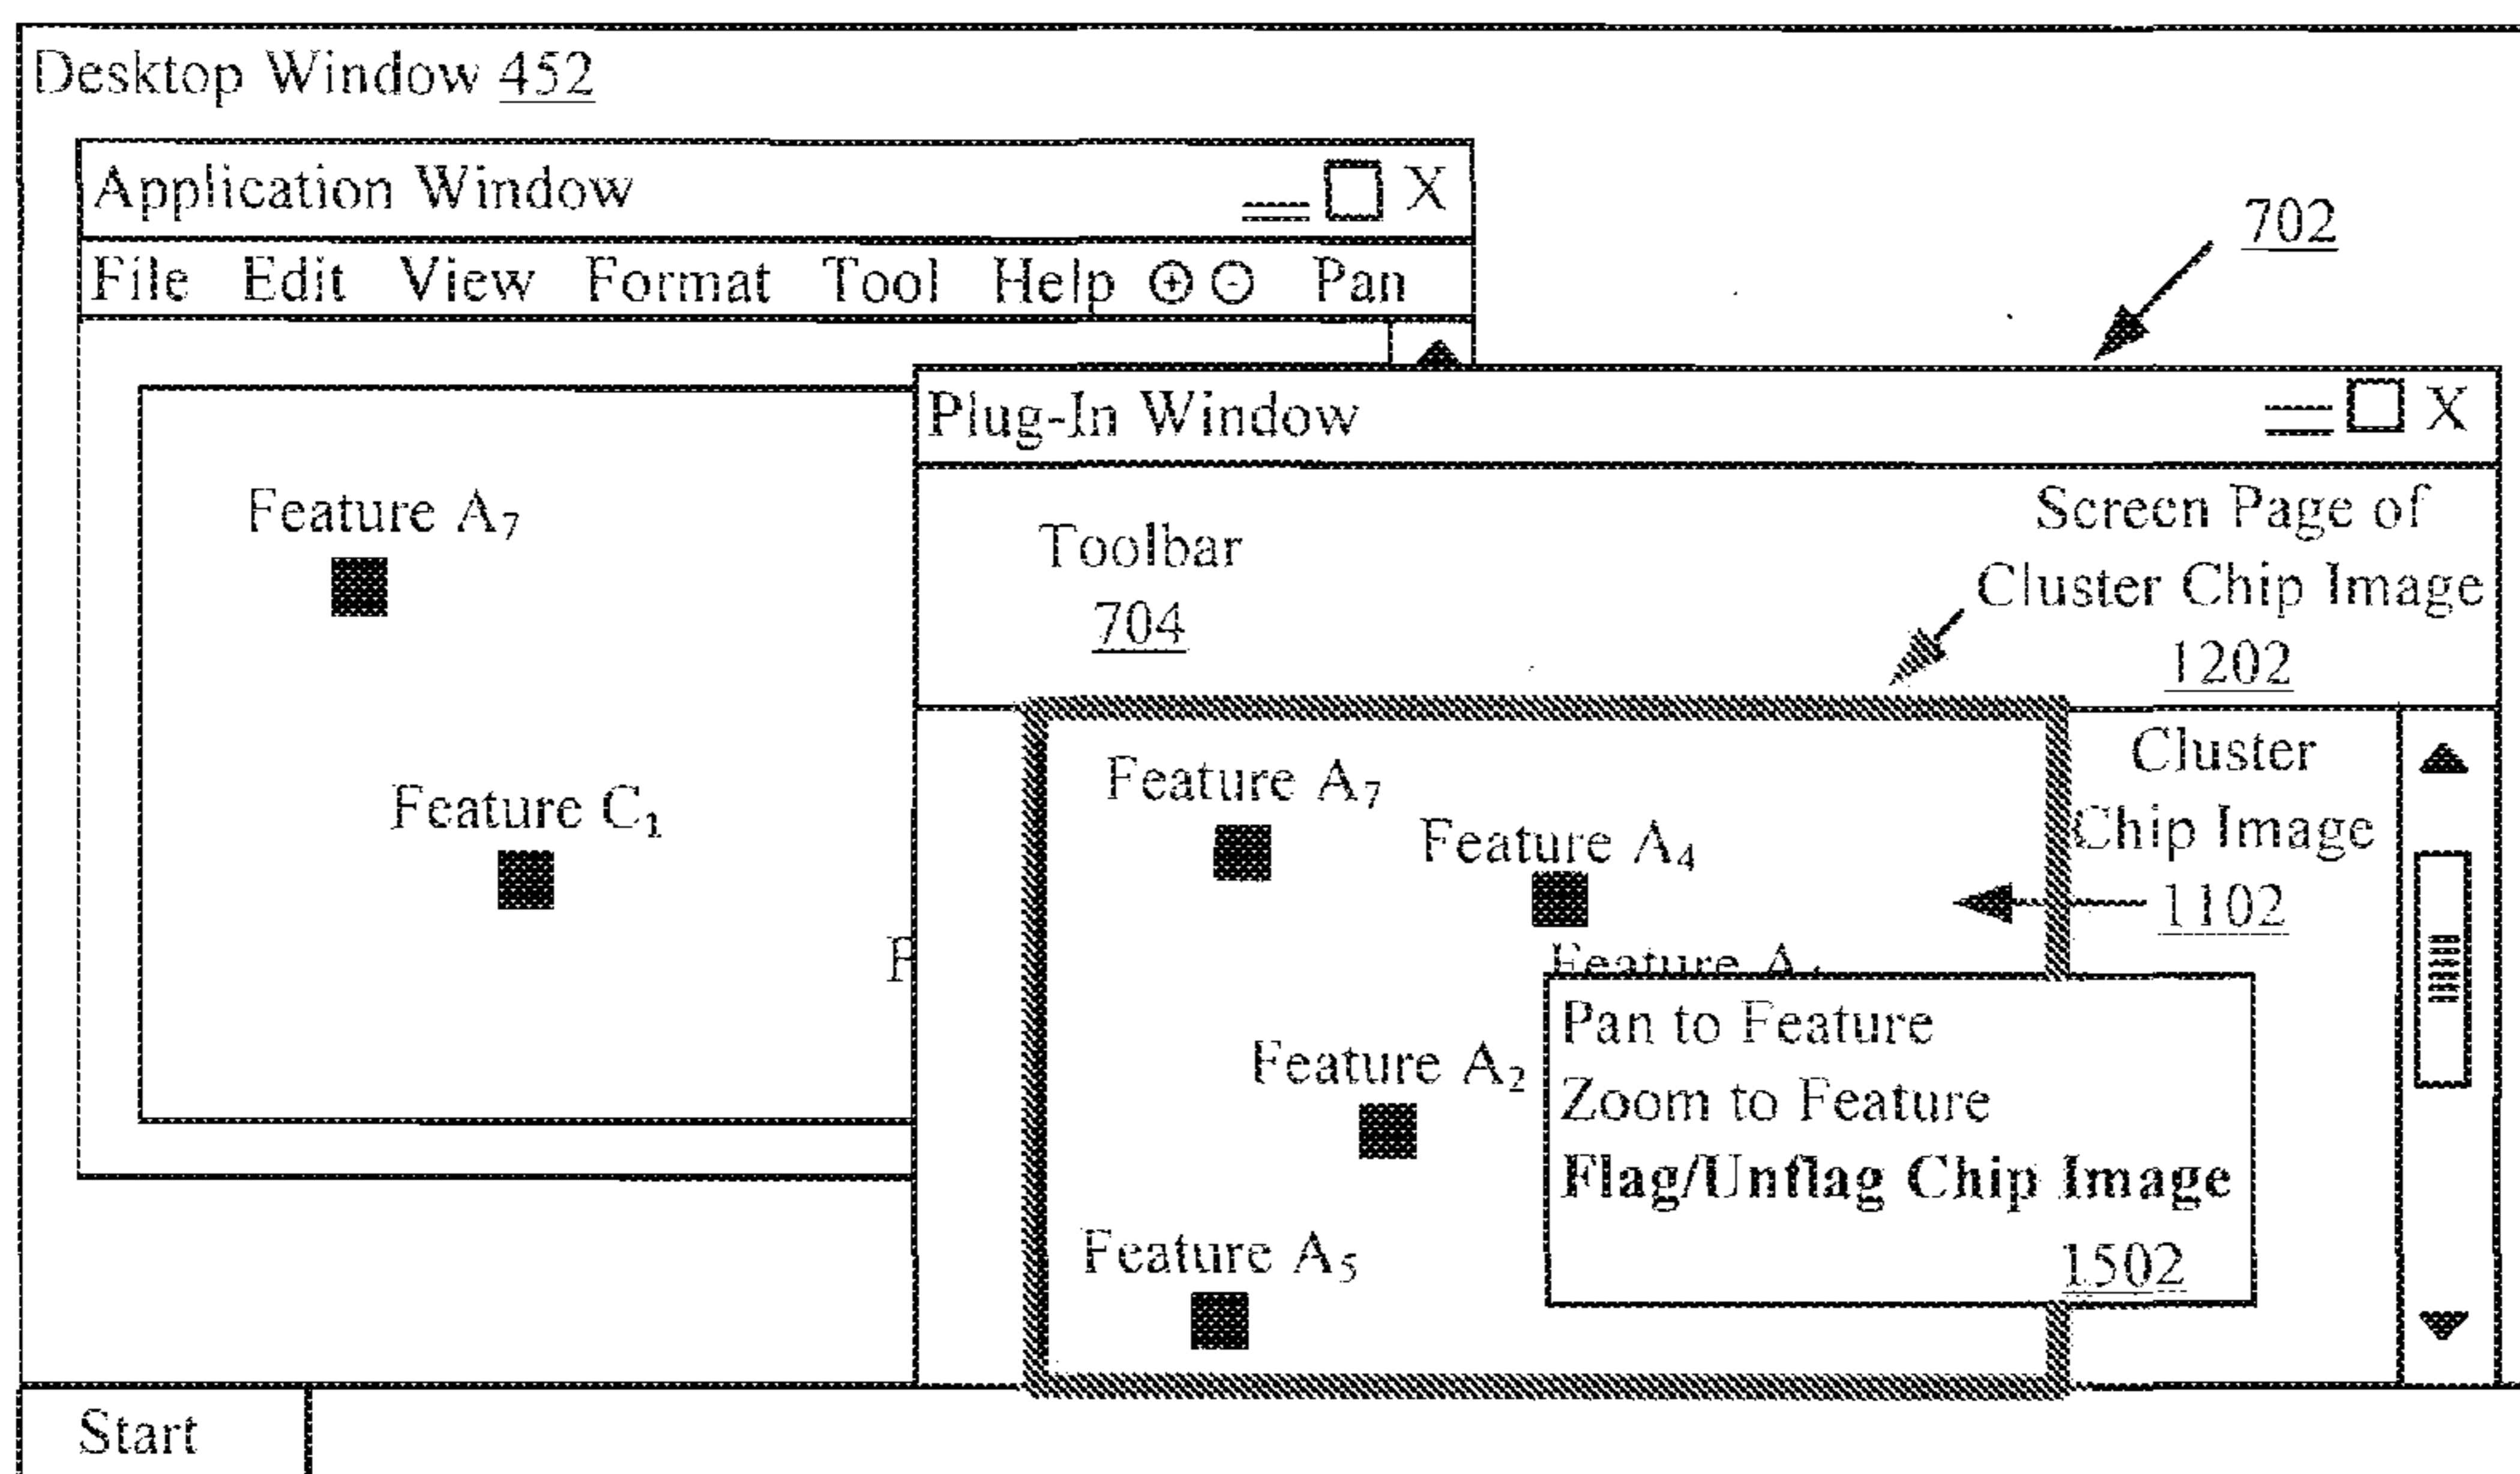 Desktop Window 452
Application Window X
File Edit View Format Tool Help + - Pan
702
Plug-In Window X
Feature A₇
Feature C₁
Toolbar
704
Screen Page of
Cluster Chip Image
1202
Cluster
Chip Image
1102
Feature A₇
Feature A₄
Feature
Feature A₂
Feature A₅
Pan to Feature
Zoom to Feature
Flag/Unflag Chip Image
1502
Start